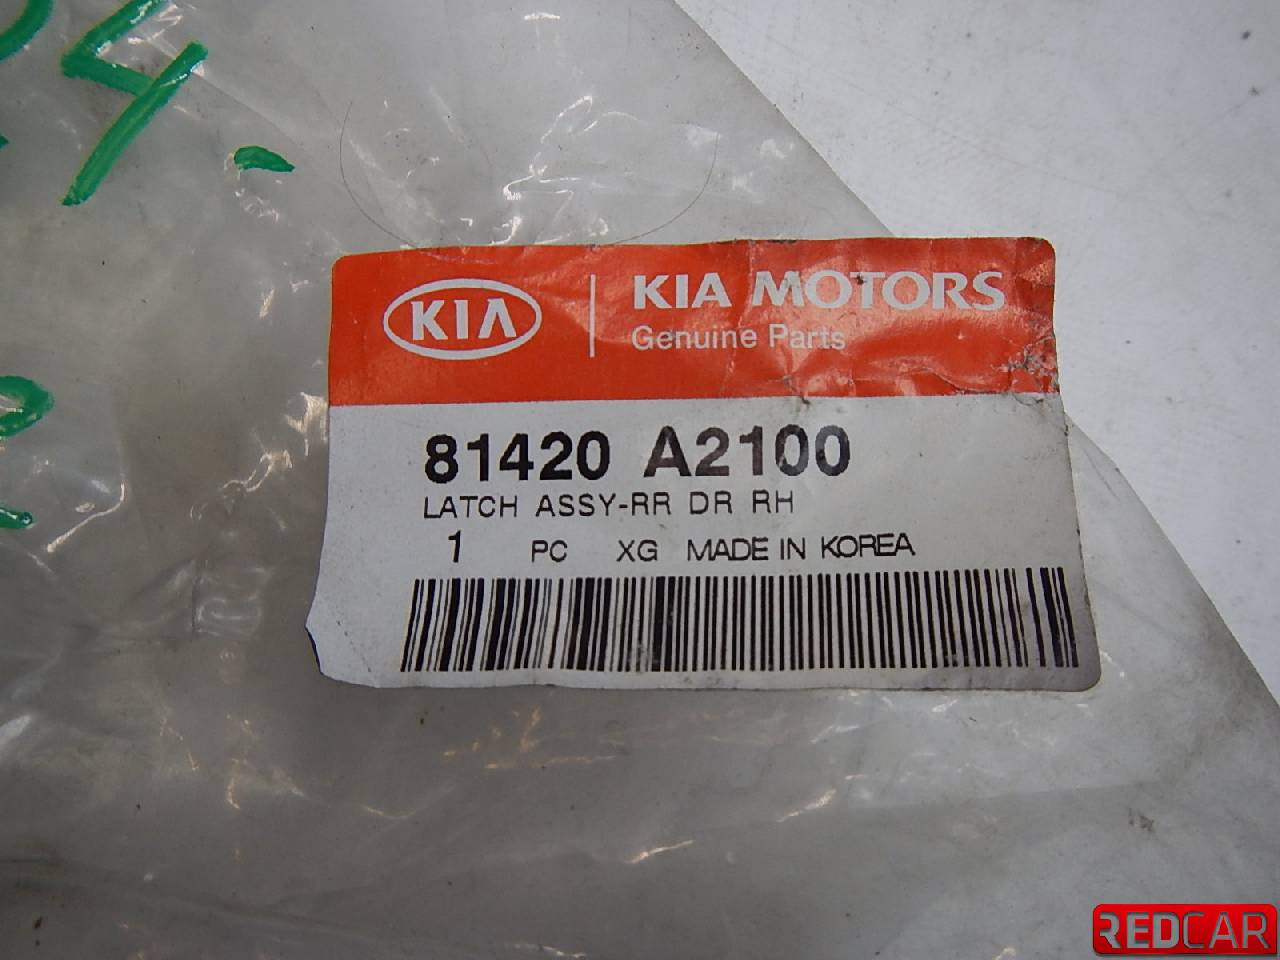 4.
KIA
KIA MOTORS
Genuine Parts
81420 A2100
LATCH ASSY-RR DR RH
1 PC XG MADE IN KOREA
REDCAR